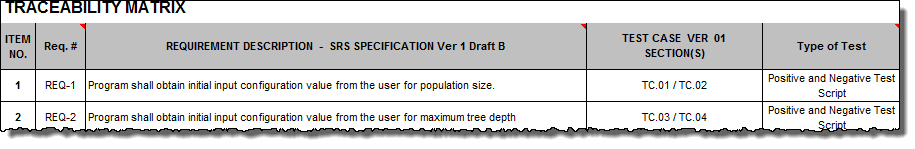 TRACEABILITY MATRIX
ITEM NO. Req. # REQUIREMENT DESCRIPTION - SRS SPECIFICATION Ver 1 Draft B TEST CASE VER 01 SECTION(S) Type of Test
1 REQ-1 Program shall obtain initial input configuration value from the user for population size. TC.01 / TC.02 Positive and Negative Test Script
2 REQ-2 Program shall obtain initial input configuration value from the user for maximum tree depth TC.03 / TC.04 Positive and Negative Test Script